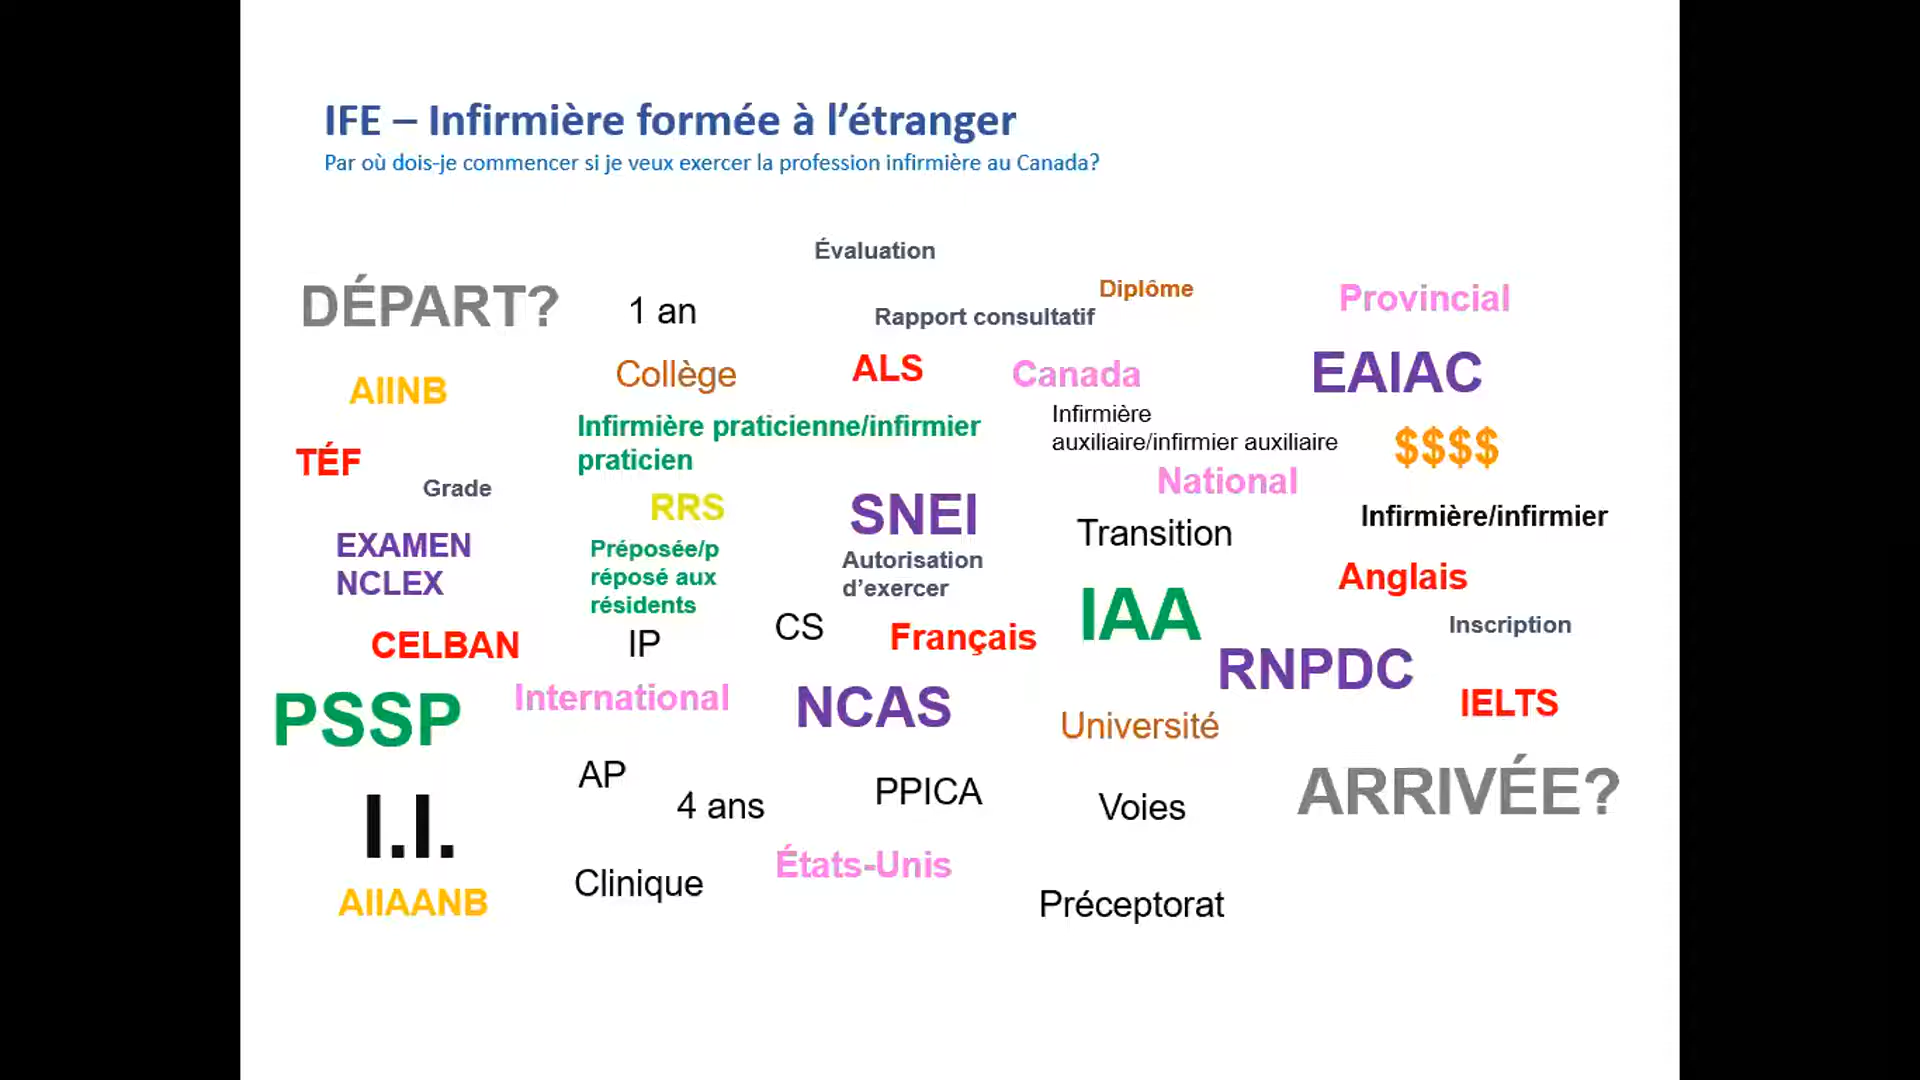 IFE – Infirmière formée à l’étranger
Par où dois-je commencer si je veux exercer la profession infirmière au Canada?
Évaluation
DÉPART?
1 an
Rapport consultatif
Diplôme
Provincial
AIINB
Collège
ALS
Canada
EAIAC
Infirmière praticienne/infirmier
praticien
Infirmière
auxiliaire/infirmier auxiliaire
$$$$
TÉF
Grade
RRS
SNEI
National
Transition
Infirmière/infirmier
EXAMEN
NCLEX
Préposée/p
réposé aux
résidents
Autorisation
d’exercer
IAA
Anglais
CELBAN
IP
CS
Français
Inscription
RNPDC
PSSP
International
NCAS
Université
IELTS
AP
4 ans
PPICA
Voies
ARRIVÉE?
I.I.
Clinique
États-Unis
AIIAANB
Préceptorat